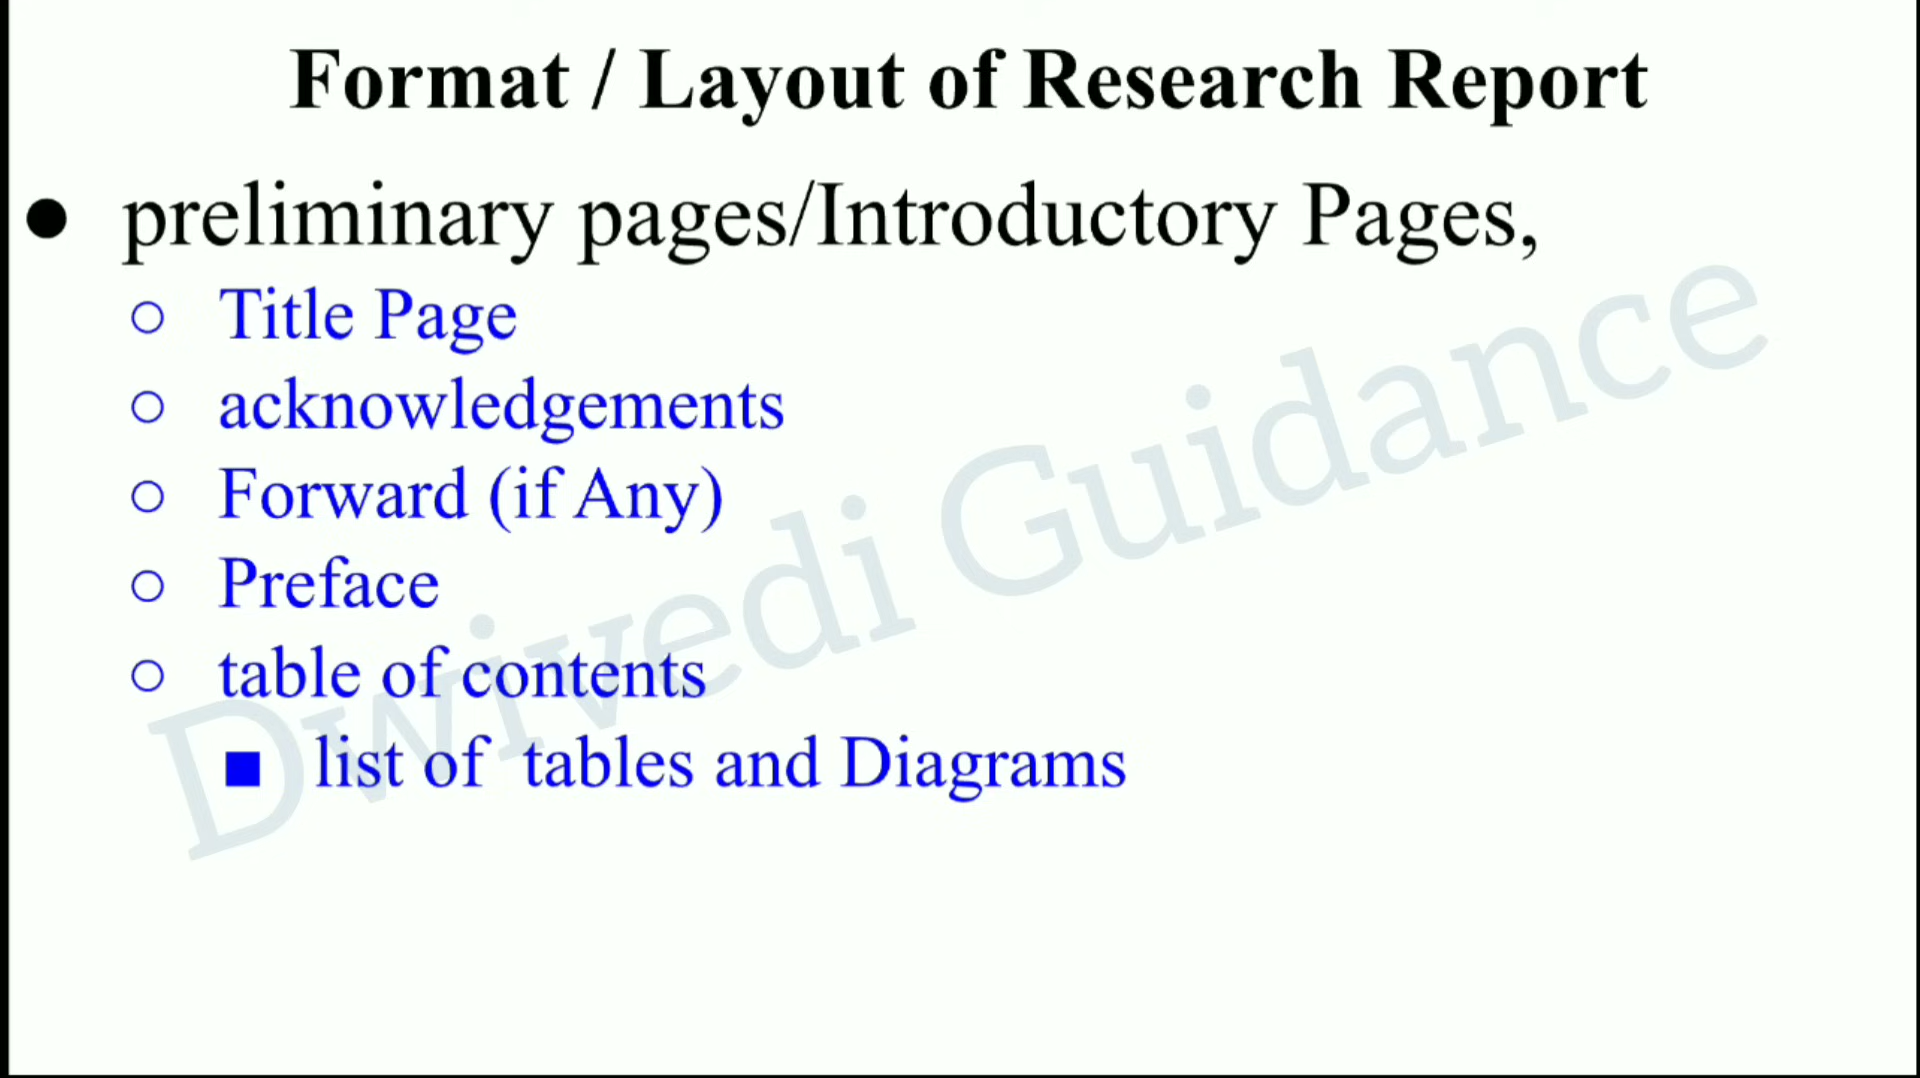 Format / Layout of Research Report
● preliminary pages/Introductory Pages,
○ Title Page
○ acknowledgements
○ Forward (if Any)
○ Preface
○ table of contents
■ list of tables and Diagrams
Dwivedi Guidance